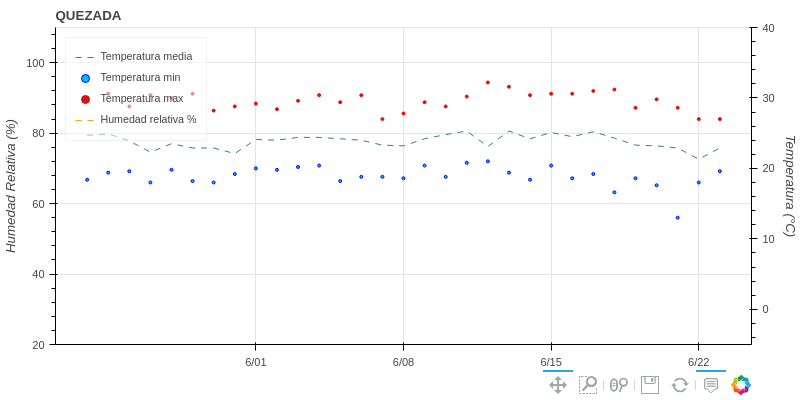 QUEZADA
Temperatura media
Temperatura min
Temperatura max
Humedad relativa %
Humedad Relativa (%)
100
80
60
40
20
Temperatura (°C)
40
30
20
10
0
6/01 6/08 6/15 6/22